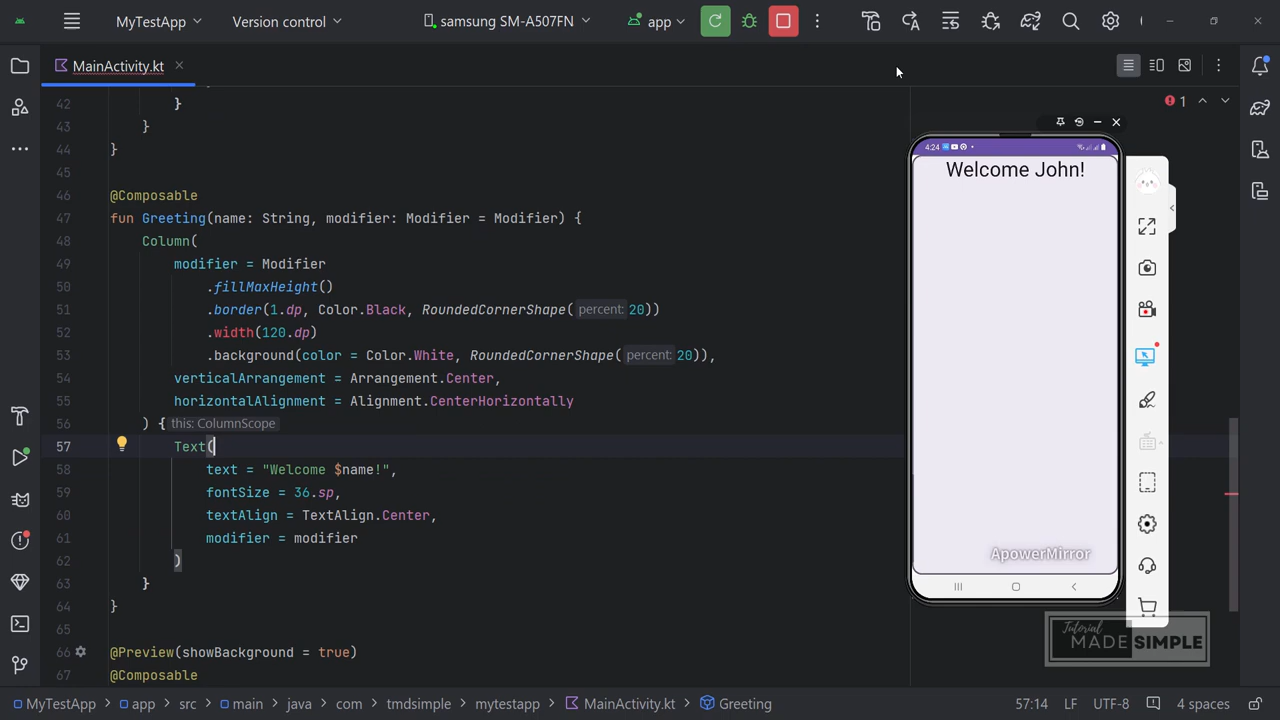 MyTestApp
Version control
samsung SM-A507FN
app
MainActivity.kt
1
42 }
43 }
44 }
45
46 @Composable
47 fun Greeting(name: String, modifier: Modifier = Modifier) {
48 Column(
49 modifier = Modifier
50 .fillMaxHeight()
51 .border(1.dp, Color.Black, RoundedCornerShape( percent: 20))
52 .width(120.dp)
53 .background(color = Color.White, RoundedCornerShape( percent: 20)),
54 verticalArrangement = Arrangement.Center,
55 horizontalAlignment = Alignment.CenterHorizontally
56 ) { this: ColumnScope
57 Text(
58 text = "Welcome $name!",
59 fontSize = 36.sp,
60 textAlign = TextAlign.Center,
61 modifier = modifier
62 )
63 }
64 }
65
66 @Preview(showBackground = true)
67 @Composable
4:24
Welcome John!
ApowerMirror
Tutorial
MADE SIMPLE
MyTestApp
app
src
main
java
com
tmdsimple
mytestapp
MainActivity.kt
Greeting
57:14
LF
UTF-8
4 spaces